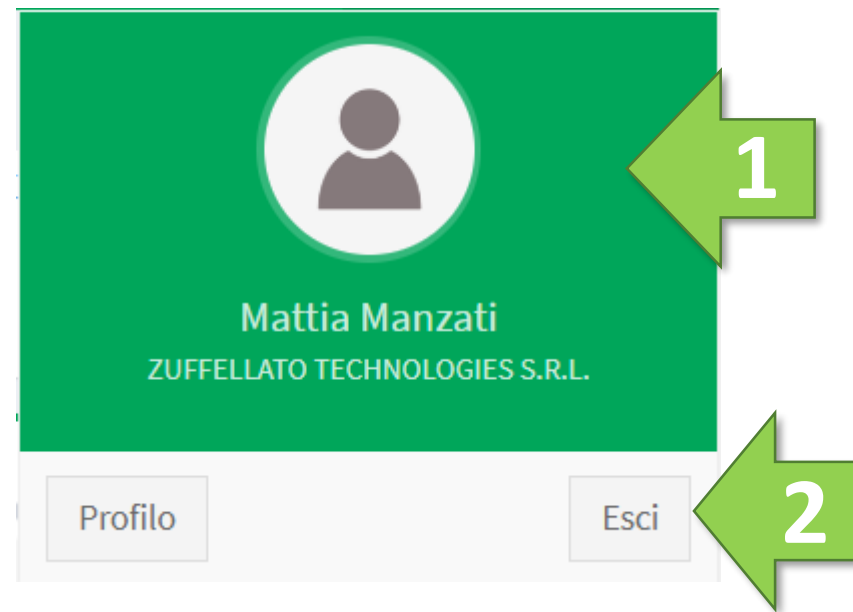 1
Mattia Manzati
ZUFFELLATO TECHNOLOGIES S.R.L.
Profilo
Esci
2